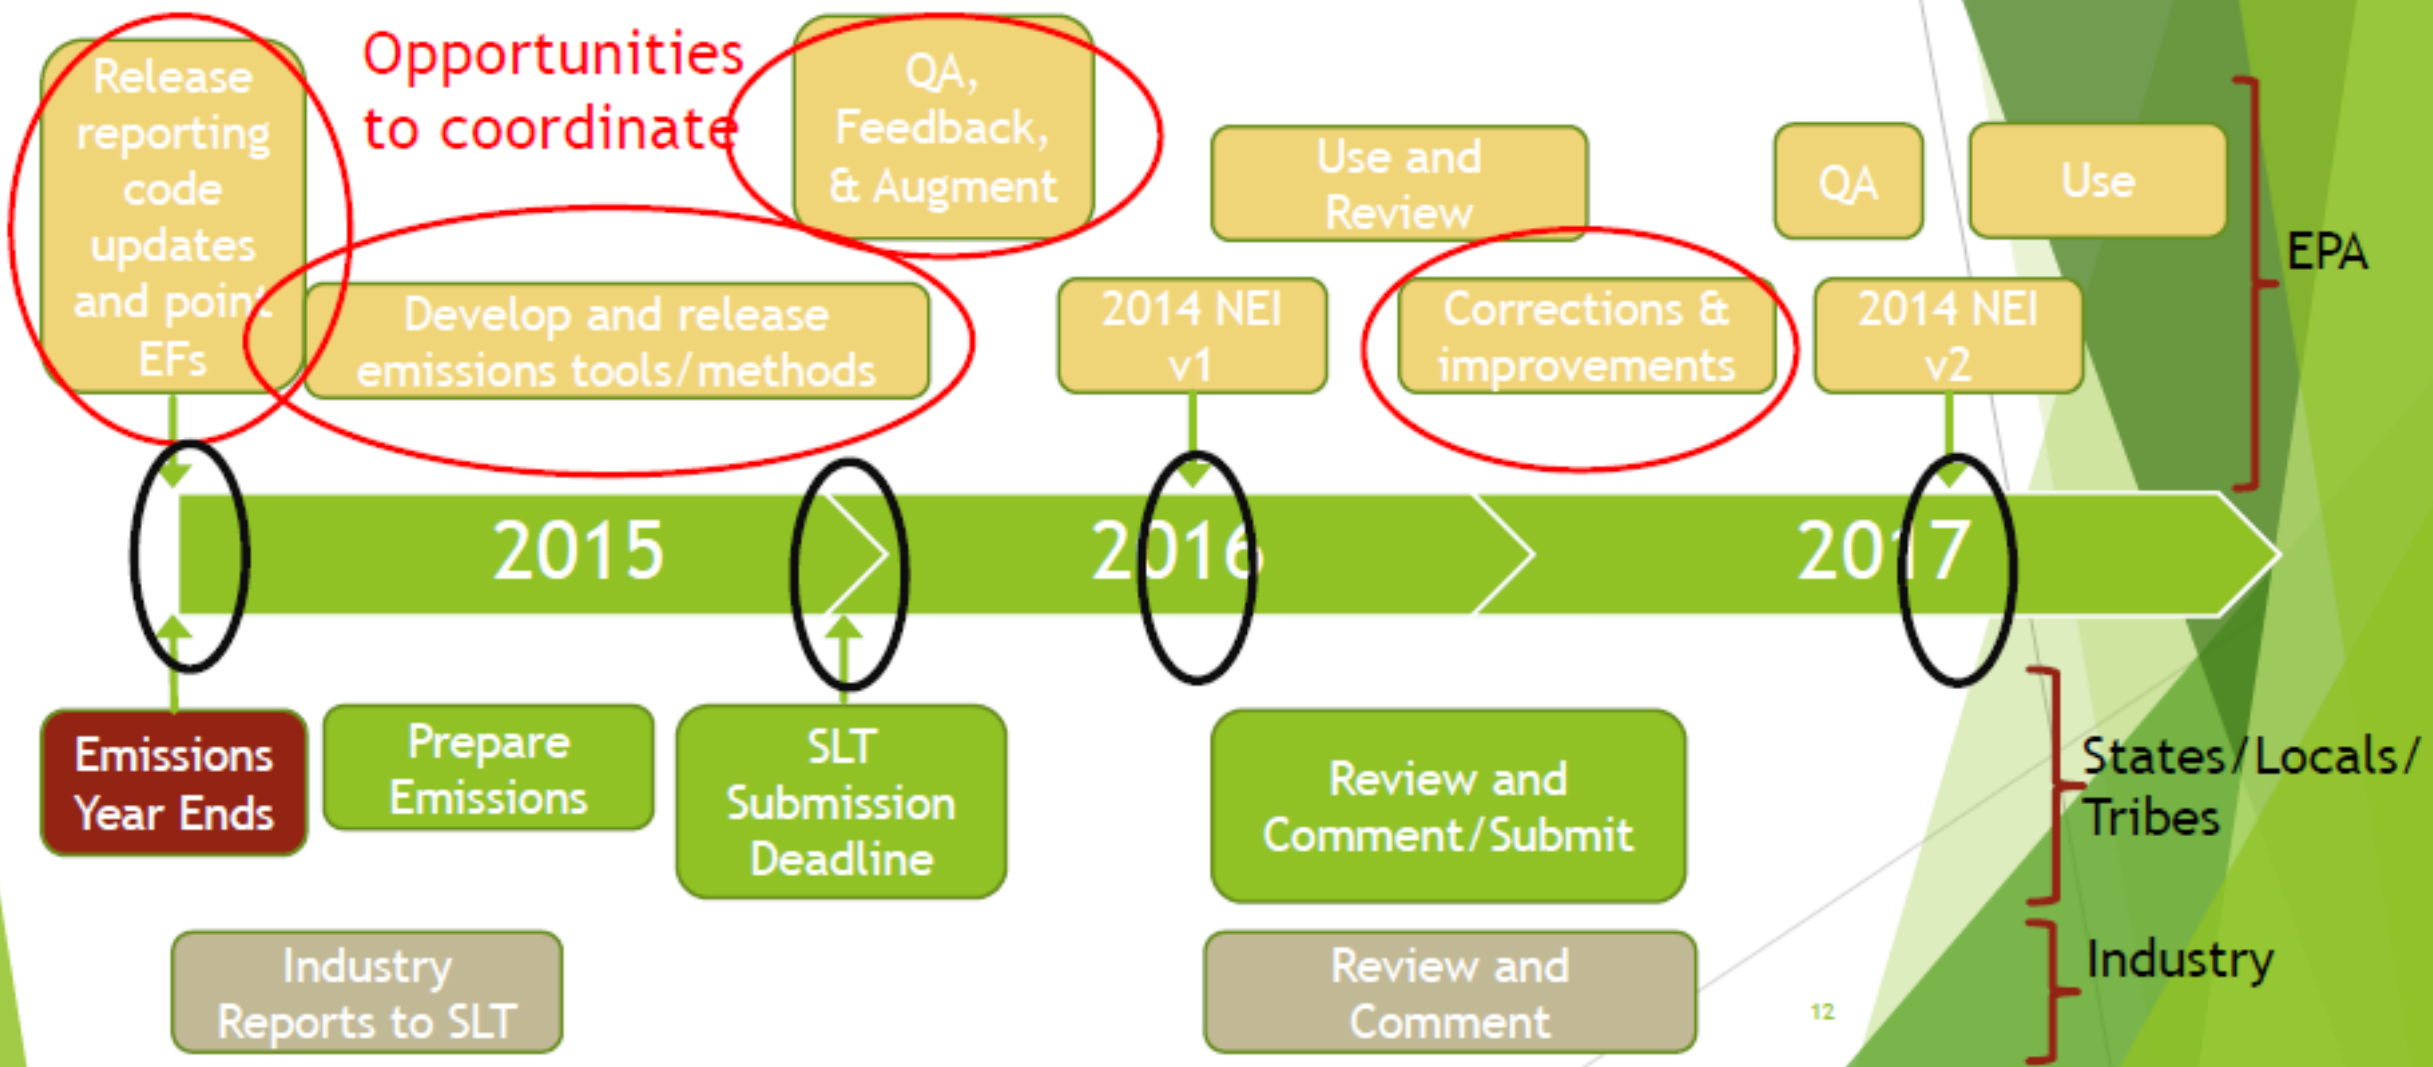 Release
reporting
code
updates
and point
EFs
Opportunities
to coordinate
QA,
Feedback,
& Augment
Develop and release
emissions tools/methods
Use and
Review
2014 NEI
v1
Corrections &
improvements
QA
Use
2014 NEI
v2
EPA
2015
2016
2017
Emissions
Year Ends
Prepare
Emissions
SLT
Submission
Deadline
Review and
Comment/Submit
States/Locals/
Tribes
Industry
Reports to SLT
Review and
Comment
Industry
12